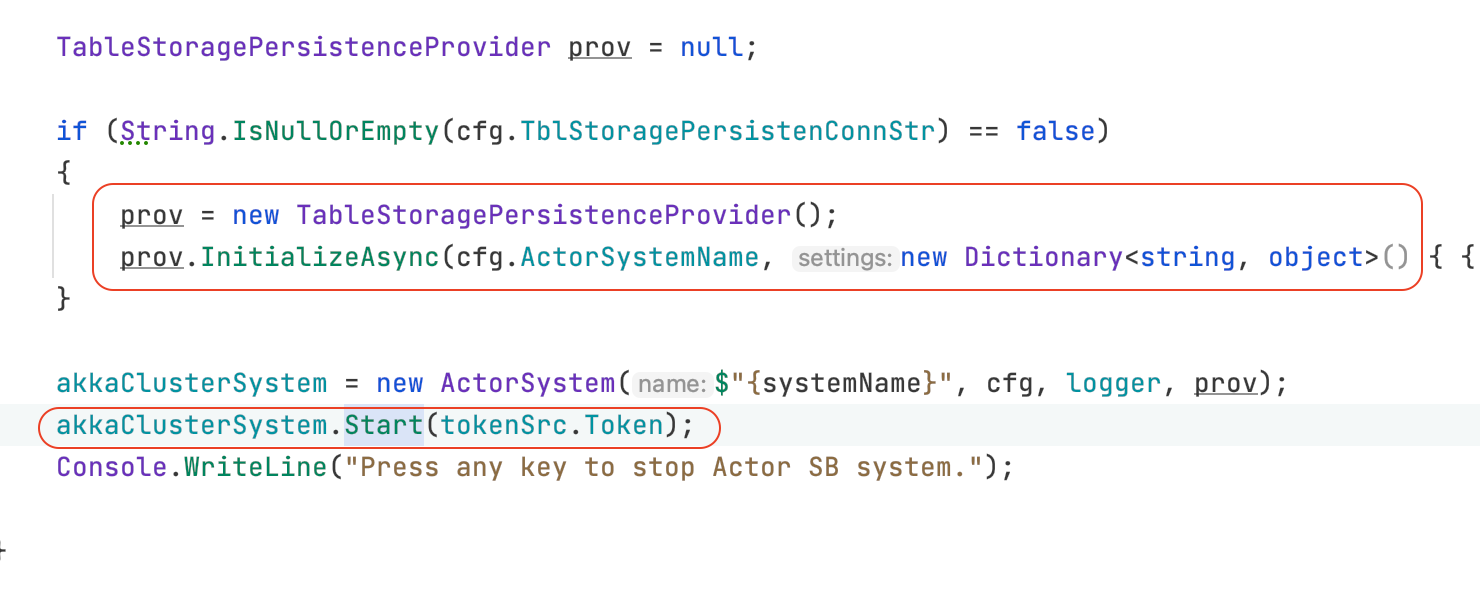 TableStoragePersistenceProvider prov = null;
if (String.IsNullOrEmpty(cfg.TblStoragePersistenConnStr) == false)
{
prov = new TableStoragePersistenceProvider();
prov.InitializeAsync(cfg.ActorSystemName, settings: new Dictionary<string, object>() { {
}
akkaClusterSystem = new ActorSystem( name: $"{systemName}", cfg, logger, prov);
akkaClusterSystem.Start(tokenSrc.Token);
Console.WriteLine("Press any key to stop Actor SB system.");